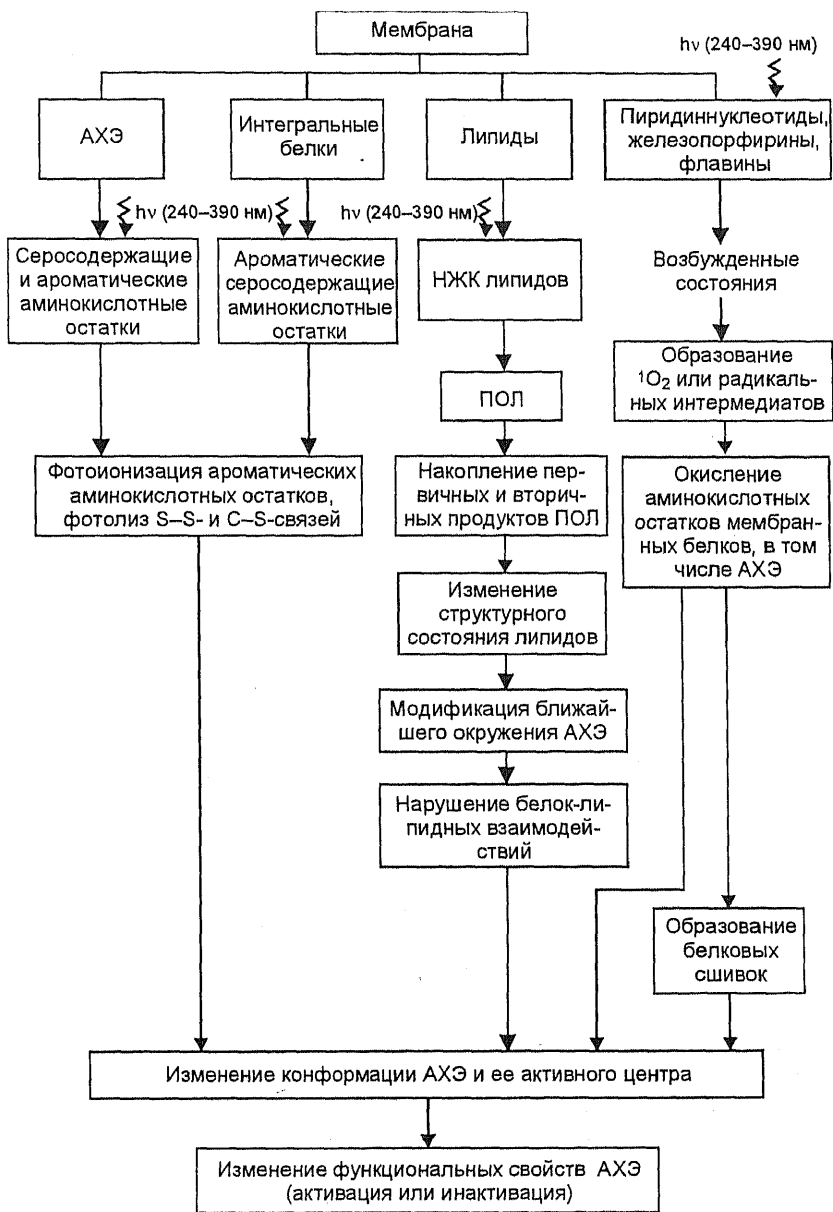 Мембрана
hν (240–390 нм)
АХЭ
Интегральные
белки
Липиды
Пиридиннуклеотиды,
железопорфирины,
флавины
hν (240–390 нм)
hν (240–390 нм)
Серосодержащие
и ароматические
аминокислотные
остатки
Ароматические
серосодержащие
аминокислотные
остатки
НЖК липидов
Возбужденные
состояния
ПОЛ
Образование
¹O₂ или радикаль-
ных интермедиатов
Фотоионизация ароматических
аминокислотных остатков,
фотолиз S–S- и C–S-связей
Накопление пер-
вичных и вторич-
ных продуктов ПОЛ
Окисление
аминокислотных
остатков мембран-
ных белков, в том
числе АХЭ
Изменение
структурного
состояния липидов
Модификация ближай-
шего окружения АХЭ
Нарушение белок-ли-
пидных взаимодей-
ствий
Образование
белковых
сшивок
Изменение конформации АХЭ и ее активного центра
Изменение функциональных свойств АХЭ
(активация или инактивация)